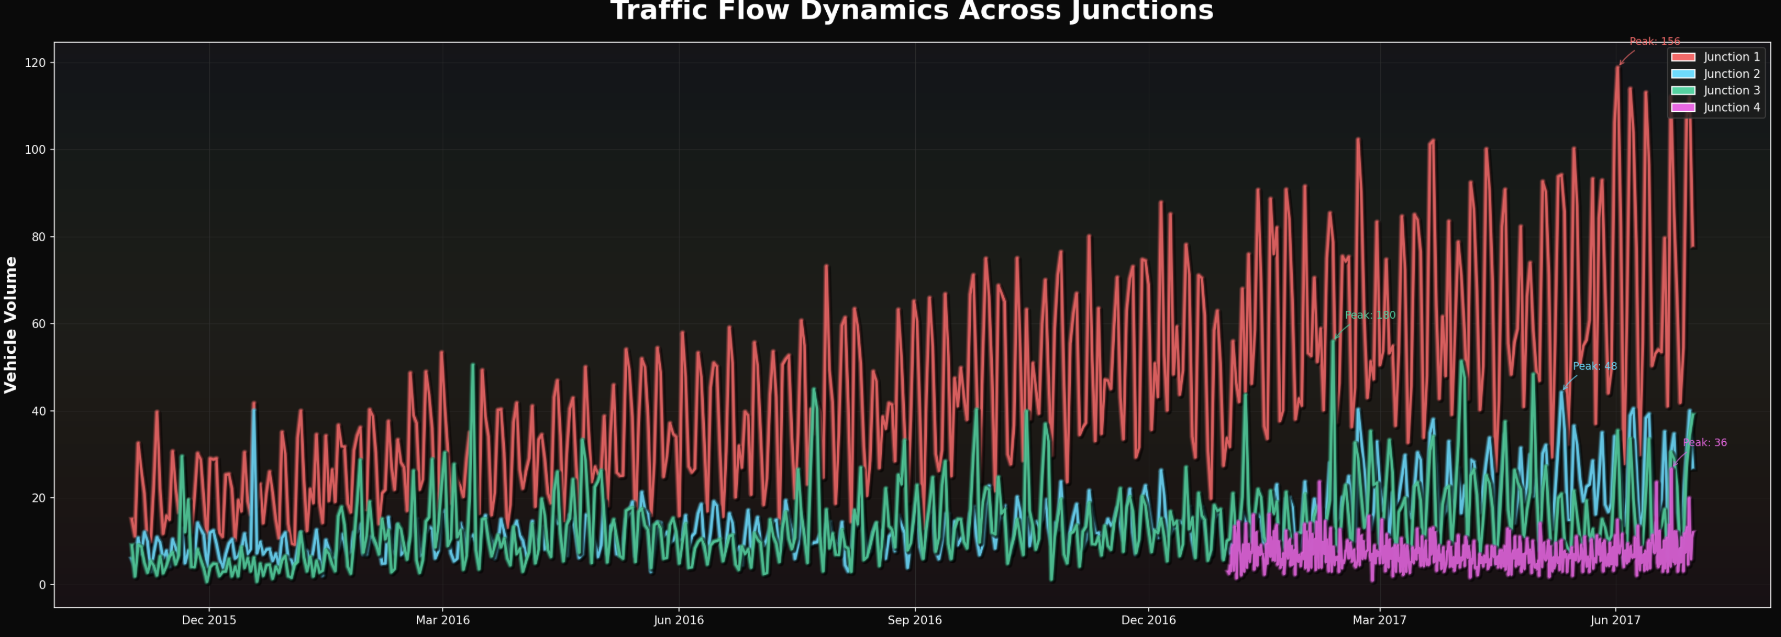 Traffic Flow Dynamics Across Junctions
Peak: 156
Junction 1
Junction 2
Junction 3
Junction 4
Peak: 180
Peak: 48
Peak: 36
Vehicle Volume
120
100
80
60
40
20
0
Dec 2015
Mar 2016
Jun 2016
Sep 2016
Dec 2016
Mar 2017
Jun 2017